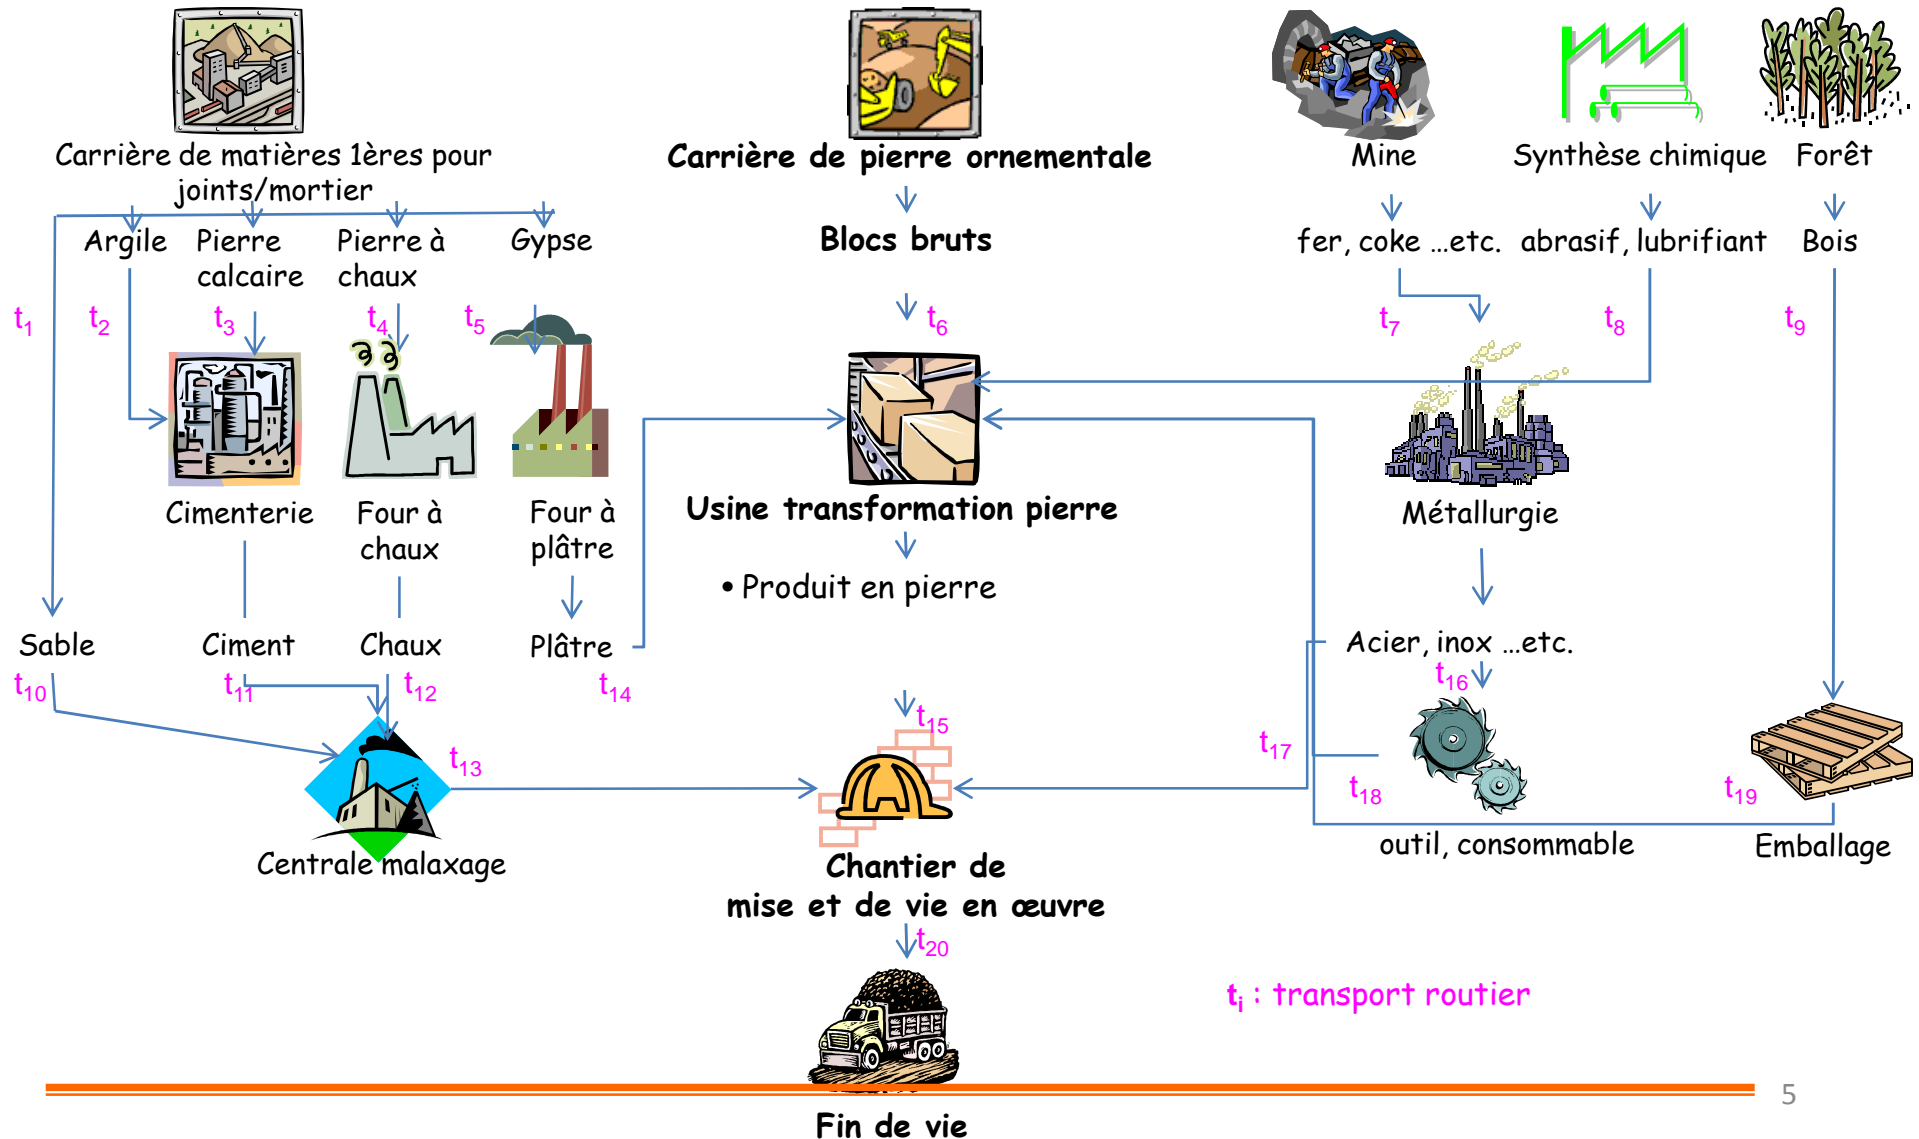 Carrière de matières 1ères pour
joints/mortier
Carrière de pierre ornementale
Mine
Synthèse chimique
Forêt
Argile
Pierre
calcaire
Pierre à
chaux
Gypse
Blocs bruts
fer, coke …etc.
abrasif, lubrifiant
Bois
t1
t2
t3
t4
t5
t6
t7
t8
t9
Cimenterie
Four à
chaux
Four à
plâtre
Usine transformation pierre
Métallurgie
• Produit en pierre
Sable
Ciment
Chaux
Plâtre
Acier, inox …etc.
t10
t11
t12
t14
t16
t15
t13
t17
t18
t19
Centrale malaxage
outil, consommable
Emballage
Chantier de
mise et de vie en œuvre
t20
ti : transport routier
5
Fin de vie